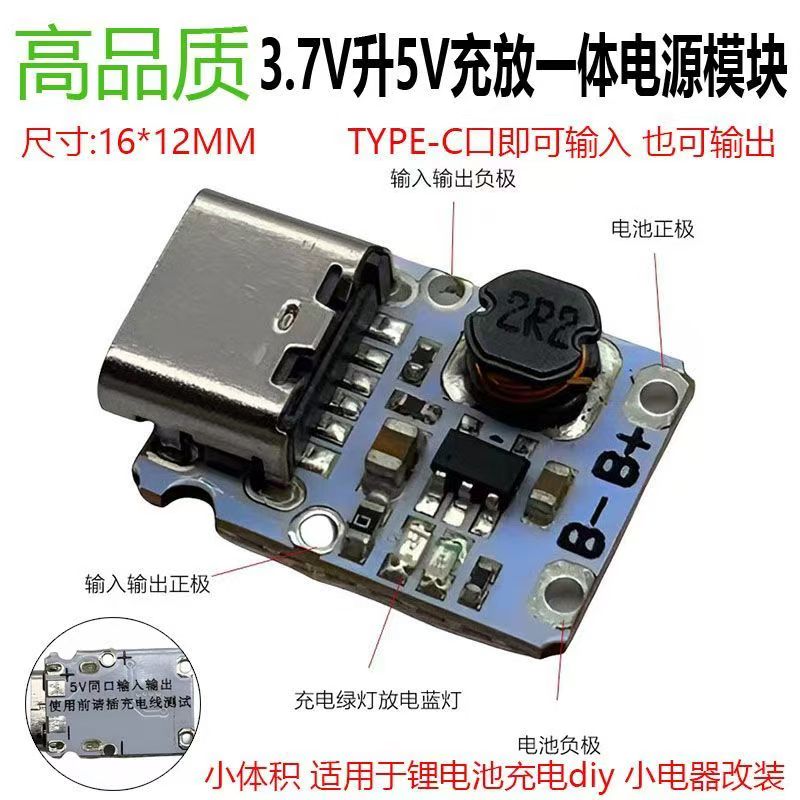 高品质 3.7V升5V充放一体电源模块
尺寸:16*12MM TYPE-C口即可输入 也可输出
输入输出负极
电池正极
2R2
B+
B-
输入输出正极
充电绿灯放电蓝灯
电池负极
+
+
5V同口输入输出
使用前请插充电线测试
-
小体积 适用于锂电池充电diy 小电器改装